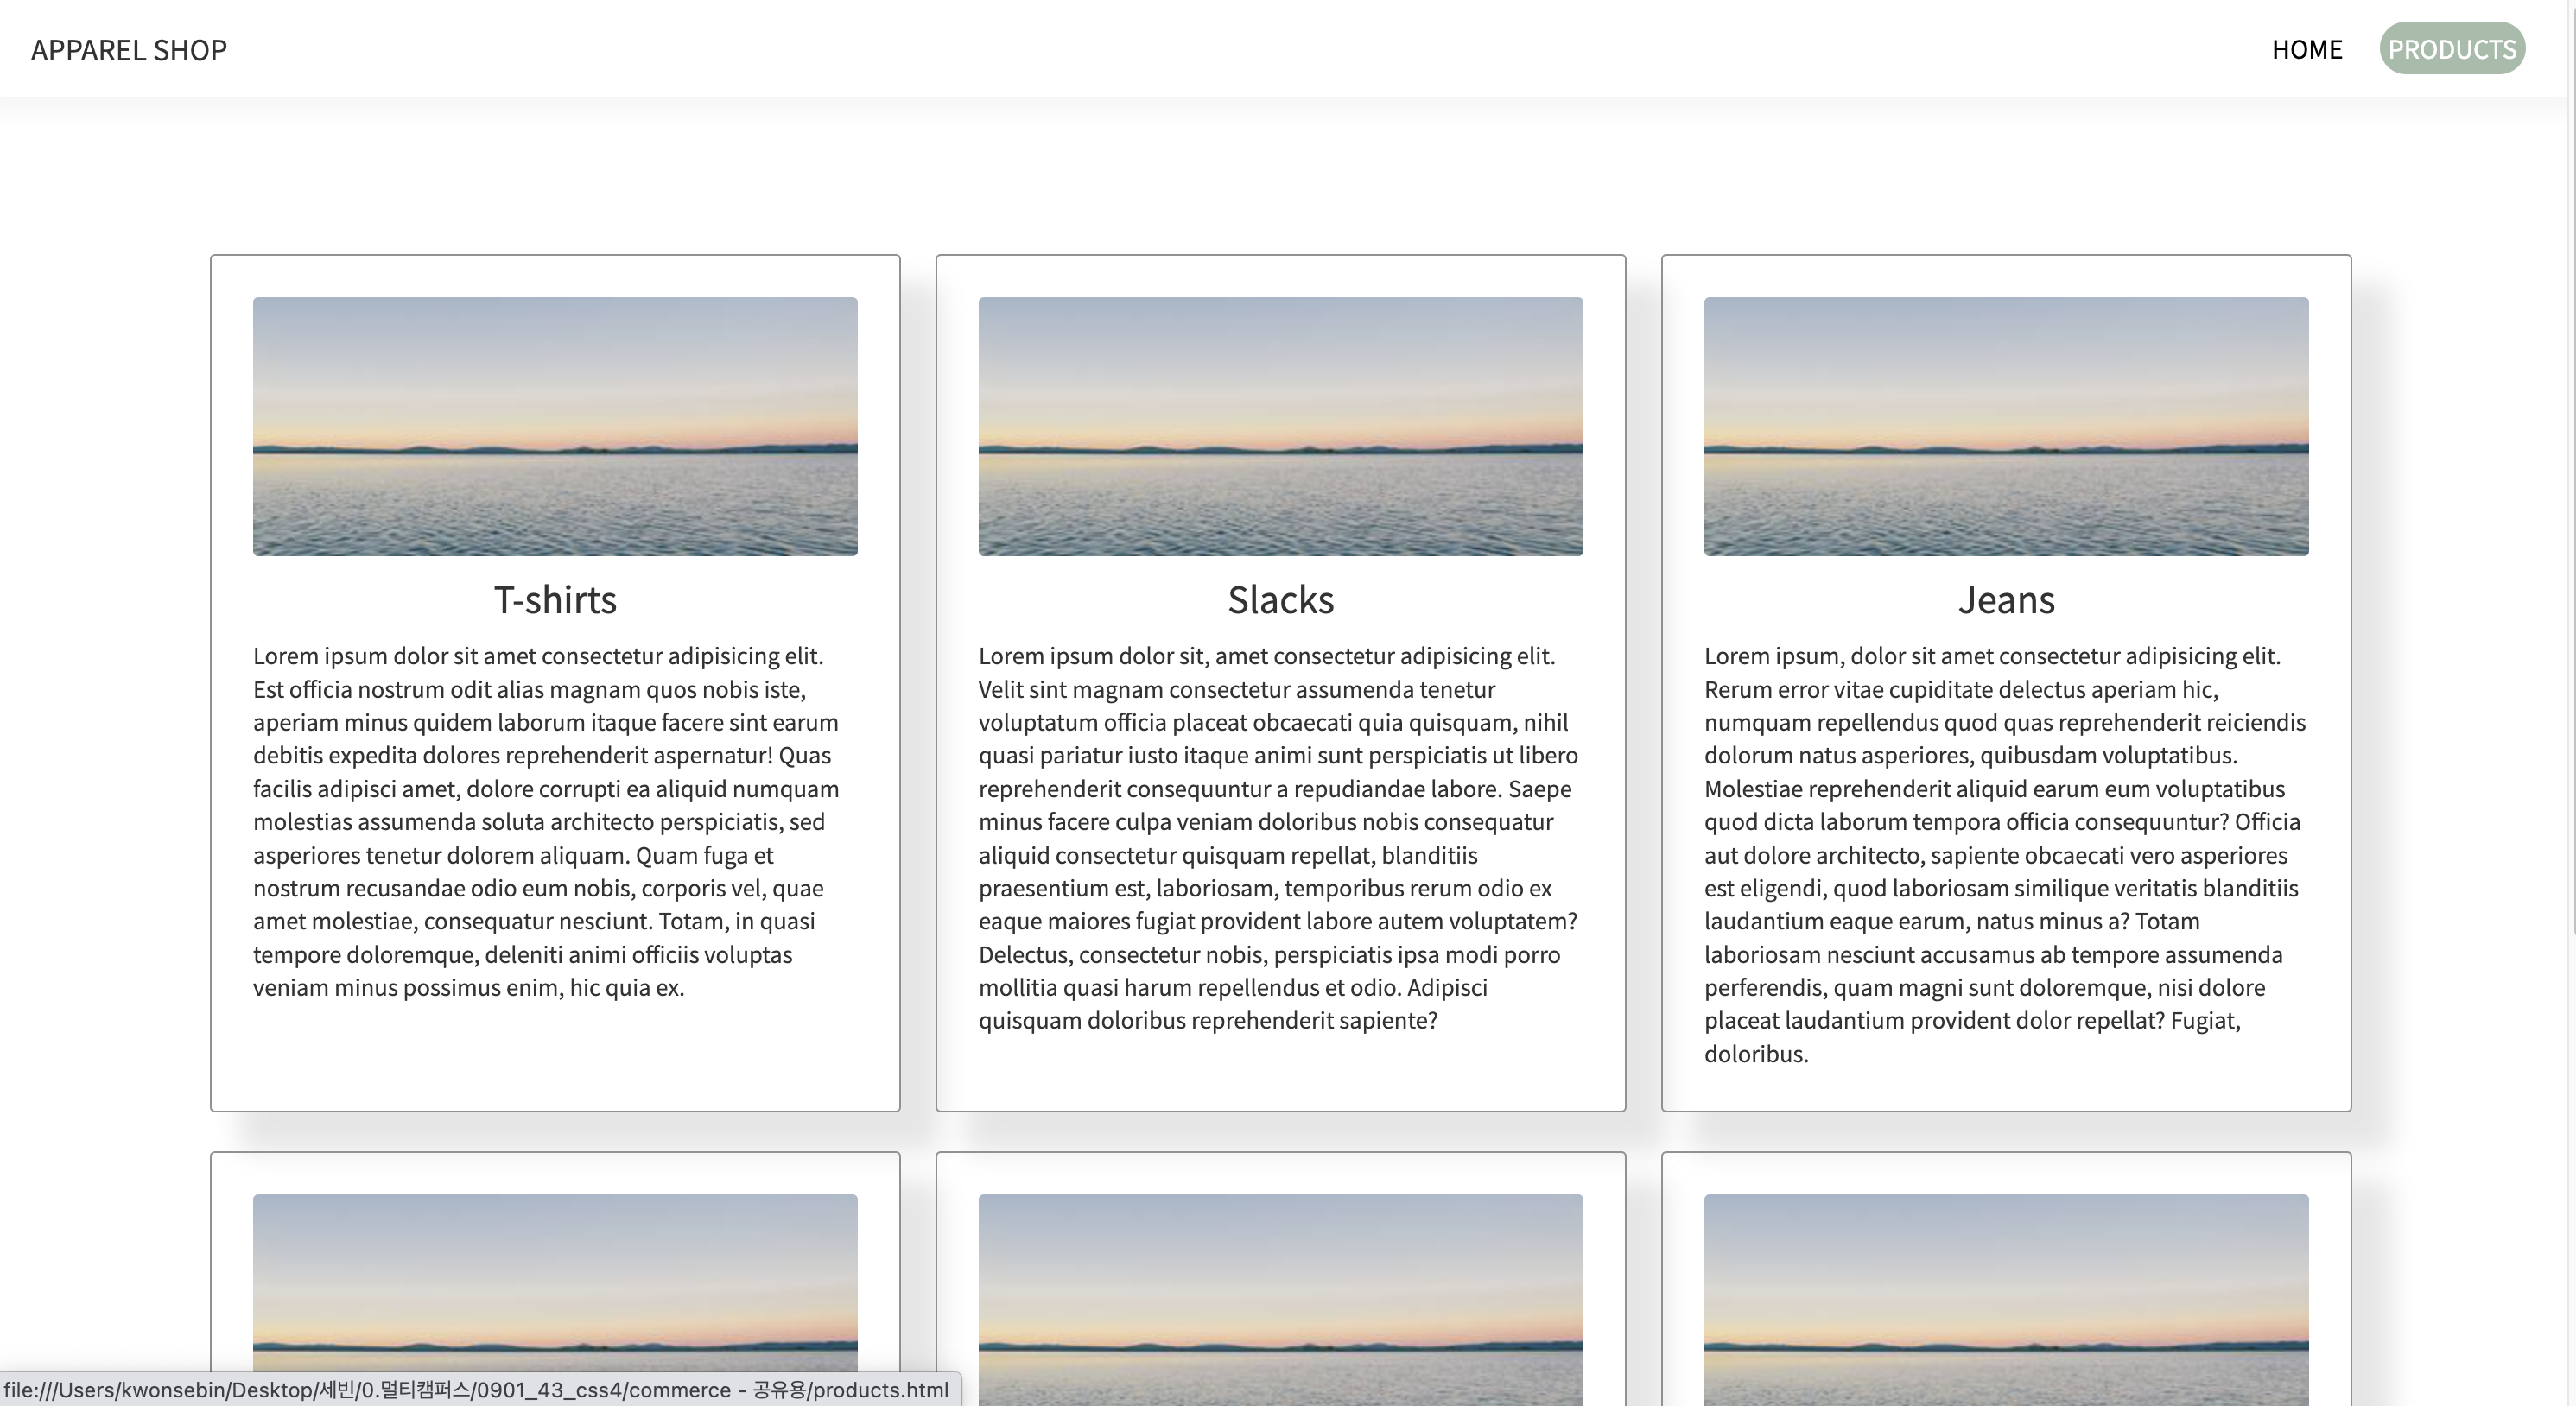 APPAREL SHOP
HOME
PRODUCTS
T-shirts
Lorem ipsum dolor sit amet consectetur adipisicing elit.
Est officia nostrum odit alias magnam quos nobis iste,
aperiam minus quidem laborum itaque facere sint earum
debitis expedita dolores reprehenderit aspernatur! Quas
facilis adipisci amet, dolore corrupti ea aliquid numquam
molestias assumenda soluta architecto perspiciatis, sed
asperiores tenetur dolorem aliquam. Quam fuga et
nostrum recusandae odio eum nobis, corporis vel, quae
amet molestiae, consequatur nesciunt. Totam, in quasi
tempore doloremque, deleniti animi officiis voluptas
veniam minus possimus enim, hic quia ex.
Slacks
Lorem ipsum dolor sit, amet consectetur adipisicing elit.
Velit sint magnam consectetur assumenda tenetur
voluptatum officia placeat obcaecati quia quisquam, nihil
quasi pariatur iusto itaque animi sunt perspiciatis ut libero
reprehenderit consequuntur a repudiandae labore. Saepe
minus facere culpa veniam doloribus nobis consequatur
aliquid consectetur quisquam repellat, blanditiis
praesentium est, laboriosam, temporibus rerum odio ex
eaque maiores fugiat provident labore autem voluptatem?
Delectus, consectetur nobis, perspiciatis ipsa modi porro
mollitia quasi harum repellendus et odio. Adipisci
quisquam doloribus reprehenderit sapiente?
Jeans
Lorem ipsum, dolor sit amet consectetur adipisicing elit.
Rerum error vitae cupiditate delectus aperiam hic,
numquam repellendus quod quas reprehenderit reiciendis
dolorum natus asperiores, quibusdam voluptatibus.
Molestiae reprehenderit aliquid earum eum voluptatibus
quod dicta laborum tempora officia consequuntur? Officia
aut dolore architecto, sapiente obcaecati vero asperiores
est eligendi, quod laboriosam similique veritatis blanditiis
laudantium eaque earum, natus minus a? Totam
laboriosam nesciunt accusamus ab tempore assumenda
perferendis, quam magni sunt doloremque, nisi dolore
placeat laudantium provident dolor repellat? Fugiat,
doloribus.
file:///Users/kwonsebin/Desktop/세빈/0.멀티캠퍼스/0901_43_css4/commerce - 공유용/products.html